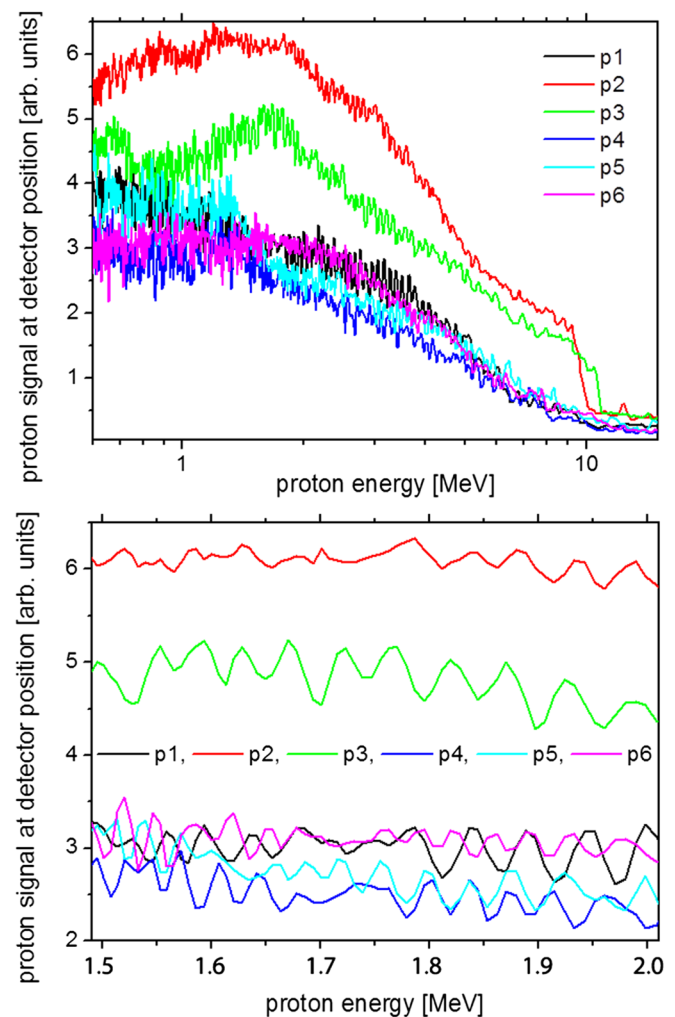 proton signal at detector position [arb. units]
6
5
4
3
2
1
p1
p2
p3
p4
p5
p6
1
10
proton energy [MeV]
proton signal at detector position [arb. units]
6
5
4
3
2
p1, p2, p3, p4, p5, p6
1.5 1.6 1.7 1.8 1.9 2.0
proton energy [MeV]